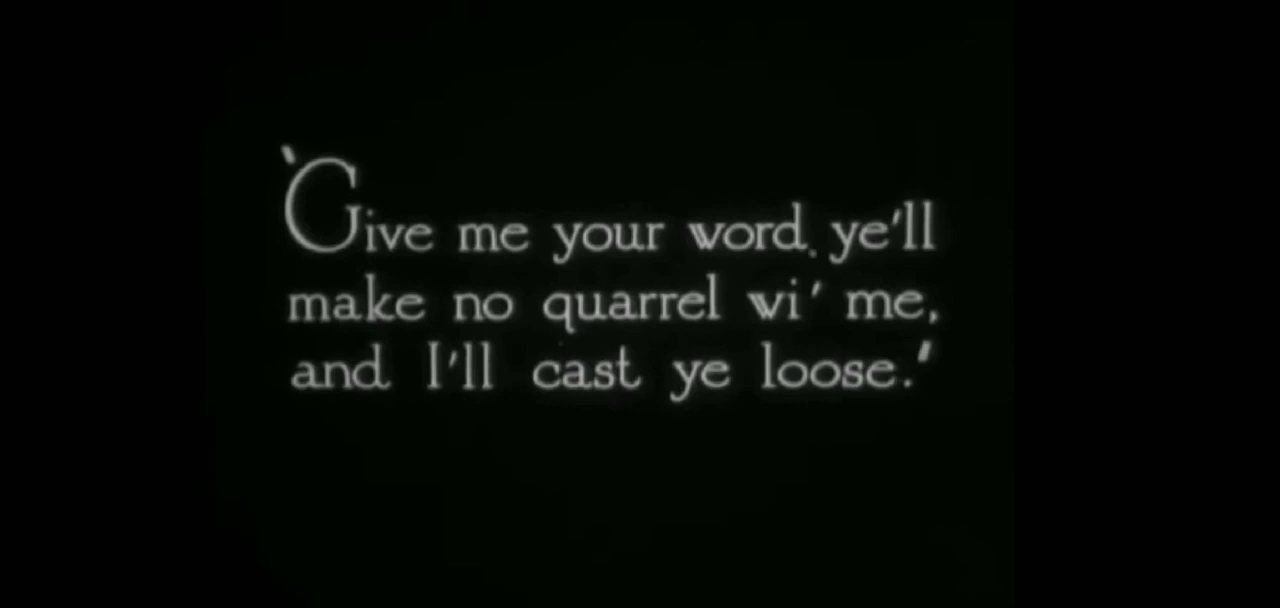 'Give me your word. ye'll
make no quarrel wi' me,
and I'll cast ye loose.'